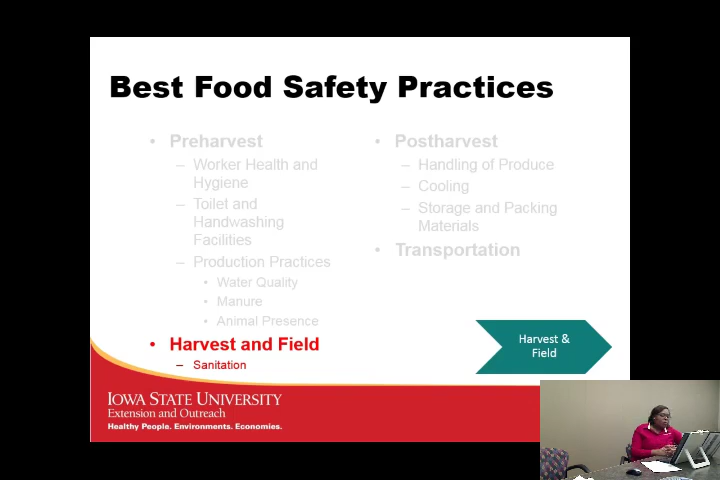 Best Food Safety Practices
• Preharvest
– Worker Health and
Hygiene
– Toilet and
Handwashing
Facilities
– Production Practices
• Water Quality
• Manure
• Animal Presence
• Harvest and Field
– Sanitation
• Postharvest
– Handling of Produce
– Cooling
– Storage and Packing
Materials
• Transportation
Harvest &
Field
IOWA STATE UNIVERSITY
Extension and Outreach
Healthy People. Environments. Economies.